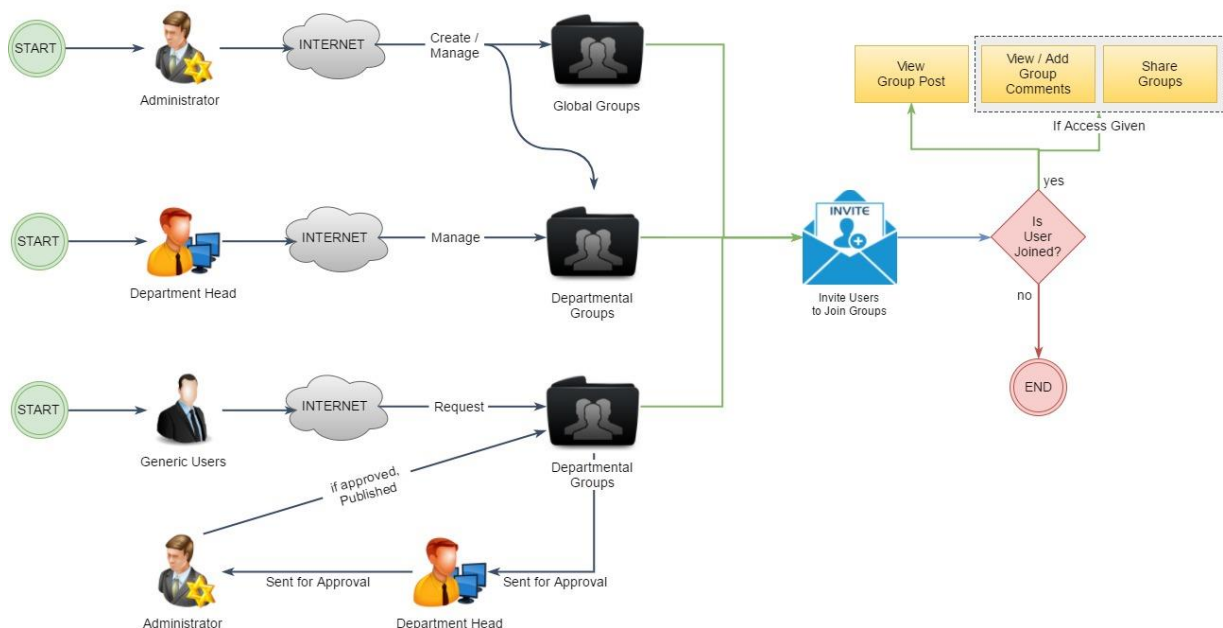 START
Administrator
INTERNET
Create /
Manage
Global Groups
View
Group Post
View / Add
Group
Comments
Share
Groups
If Access Given
yes
START
Department Head
INTERNET
Manage
Departmental
Groups
INVITE
Invite Users
to Join Groups
Is
User
Joined?
no
END
START
Generic Users
INTERNET
Request
Departmental
Groups
if approved,
Published
Administrator
Sent for Approval
Department Head
Sent for Approval